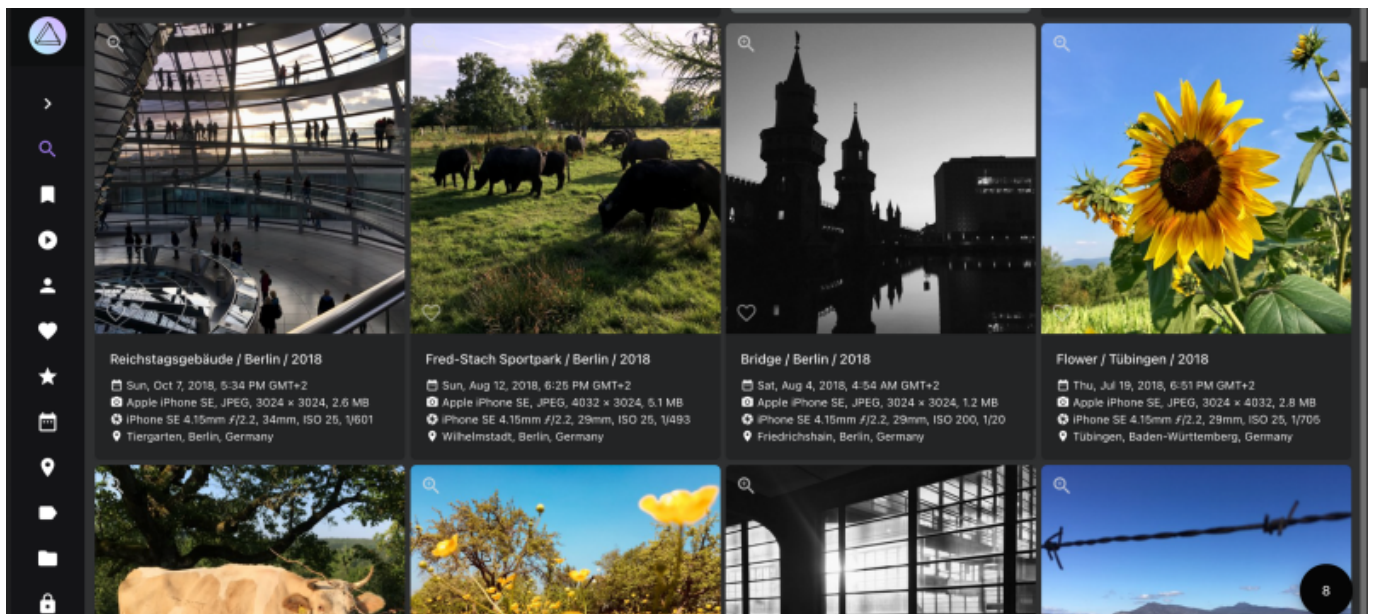 Reichstagsgebäude / Berlin / 2018
Sun, Oct 7, 2018, 5:34 PM GMT+2
Apple iPhone SE, JPEG, 3024 × 3024, 2.6 MB
iPhone SE 4.15mm ƒ/2.2, 34mm, ISO 25, 1/601
Tiergarten, Berlin, Germany
Fred-Stach Sportpark / Berlin / 2018
Sun, Aug 12, 2018, 6:25 PM GMT+2
Apple iPhone SE, JPEG, 4032 × 3024, 5.1 MB
iPhone SE 4.15mm ƒ/2.2, 29mm, ISO 25, 1/493
Wilhelmstadt, Berlin, Germany
Bridge / Berlin / 2018
Sat, Aug 4, 2018, 4:54 AM GMT+2
Apple iPhone SE, JPEG, 3024 × 3024, 1.2 MB
iPhone SE 4.15mm ƒ/2.2, 29mm, ISO 200, 1/20
Friedrichshain, Berlin, Germany
Flower / Tübingen / 2018
Thu, Jul 19, 2018, 6:51 PM GMT+2
Apple iPhone SE, JPEG, 3024 × 4032, 2.8 MB
iPhone SE 4.15mm ƒ/2.2, 29mm, ISO 25, 1/705
Tübingen, Baden-Württemberg, Germany
8